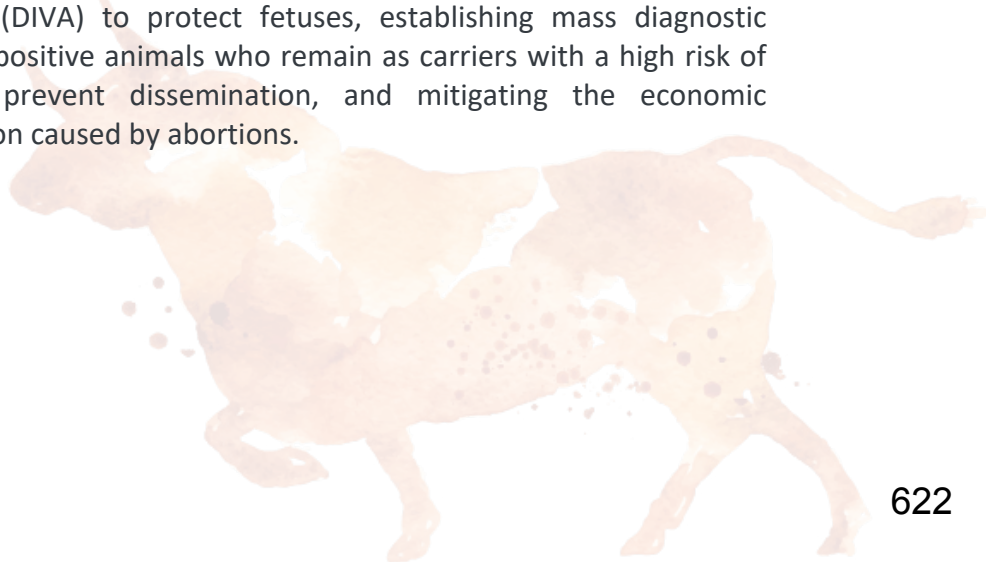 (DIVA) to protect fetuses, establishing mass diagnostic
positive animals who remain as carriers with a high risk of
prevent dissemination, and mitigating the economic
on caused by abortions.
622